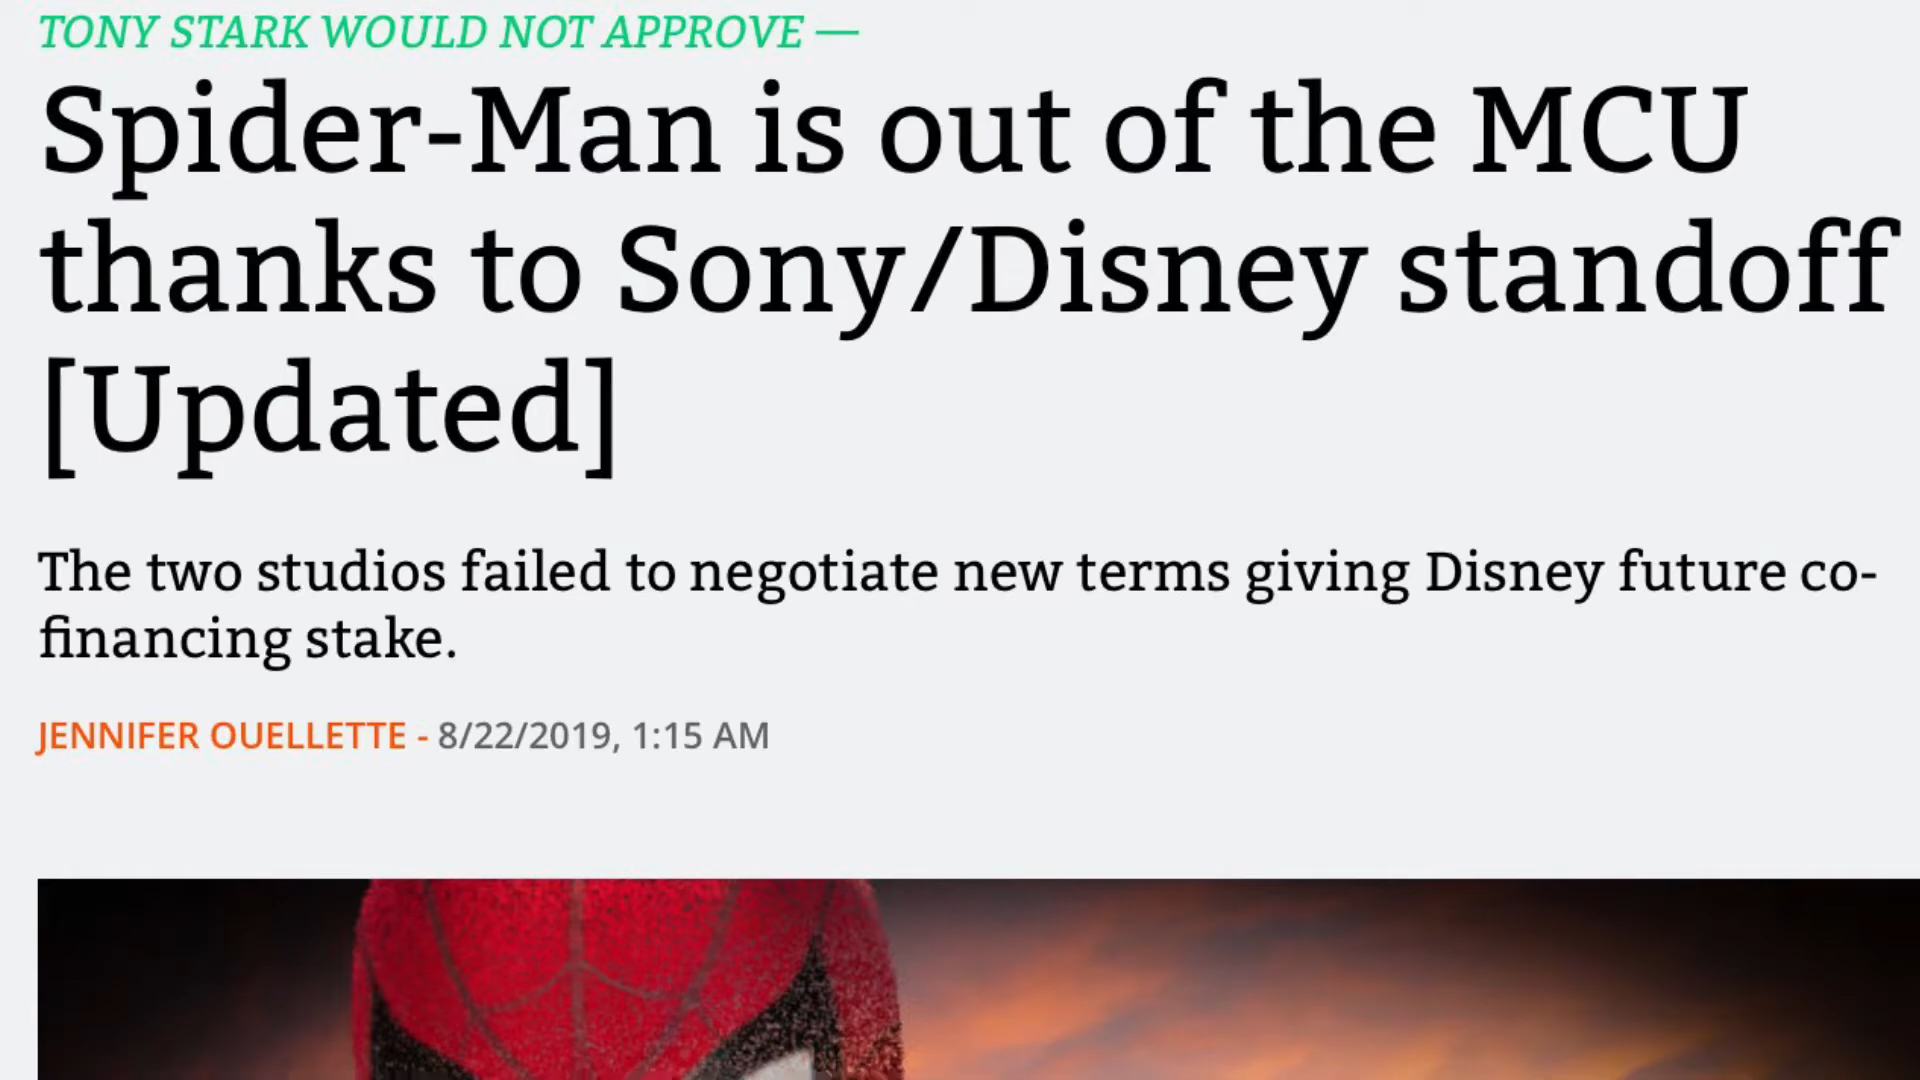 TONY STARK WOULD NOT APPROVE —
Spider-Man is out of the MCU
thanks to Sony/Disney standoff
[Updated]
The two studios failed to negotiate new terms giving Disney future co-
financing stake.
JENNIFER OUELLETTE - 8/22/2019, 1:15 AM